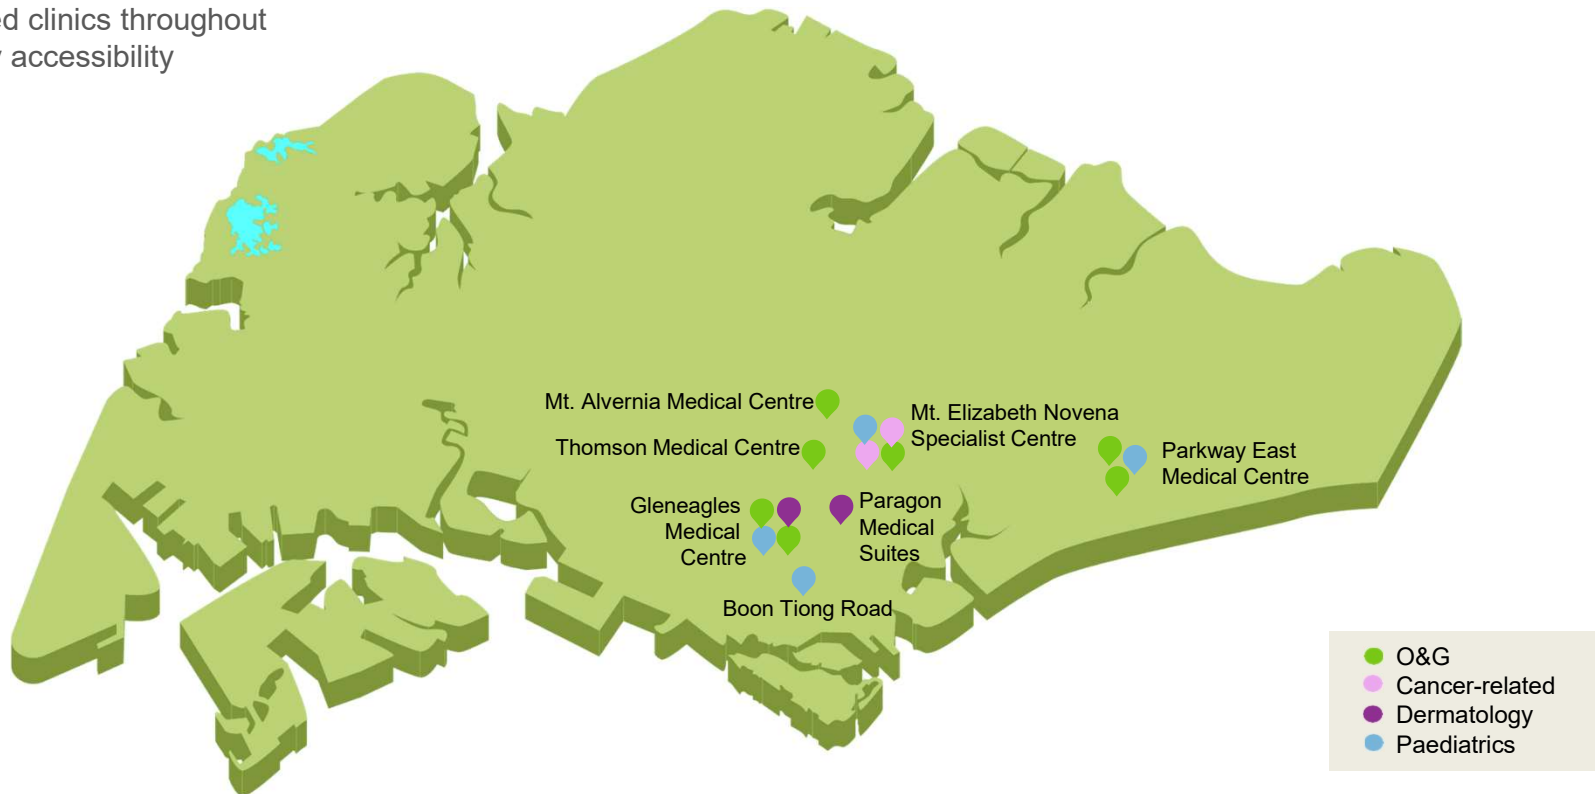 ed clinics throughout
accessibility
Mt. Alvernia Medical Centre
Mt. Elizabeth Novena
Specialist Centre
Thomson Medical Centre
Parkway East
Medical Centre
Gleneagles
Medical
Centre
Paragon
Medical
Suites
Boon Tiong Road
O&G
Cancer-related
Dermatology
Paediatrics